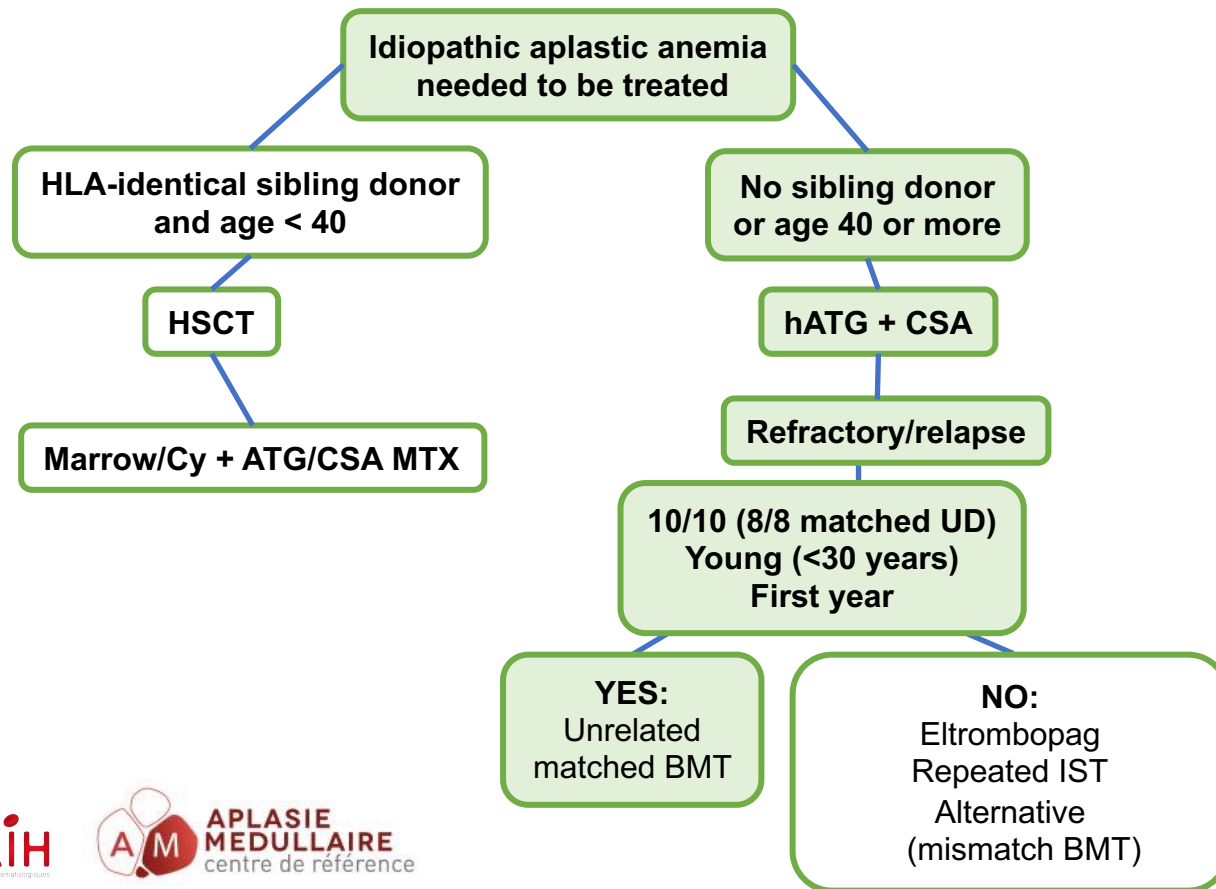 Idiopathic aplastic anemia
needed to be treated
HLA-identical sibling donor
and age < 40
No sibling donor
or age 40 or more
HSCT
hATG + CSA
Marrow/Cy + ATG/CSA MTX
Refractory/relapse
10/10 (8/8 matched UD)
Young (<30 years)
First year
YES:
Unrelated
matched BMT
NO:
Eltrombopag
Repeated IST
Alternative
(mismatch BMT)
AM
APLASIE
MEDULLAIRE
centre de référence